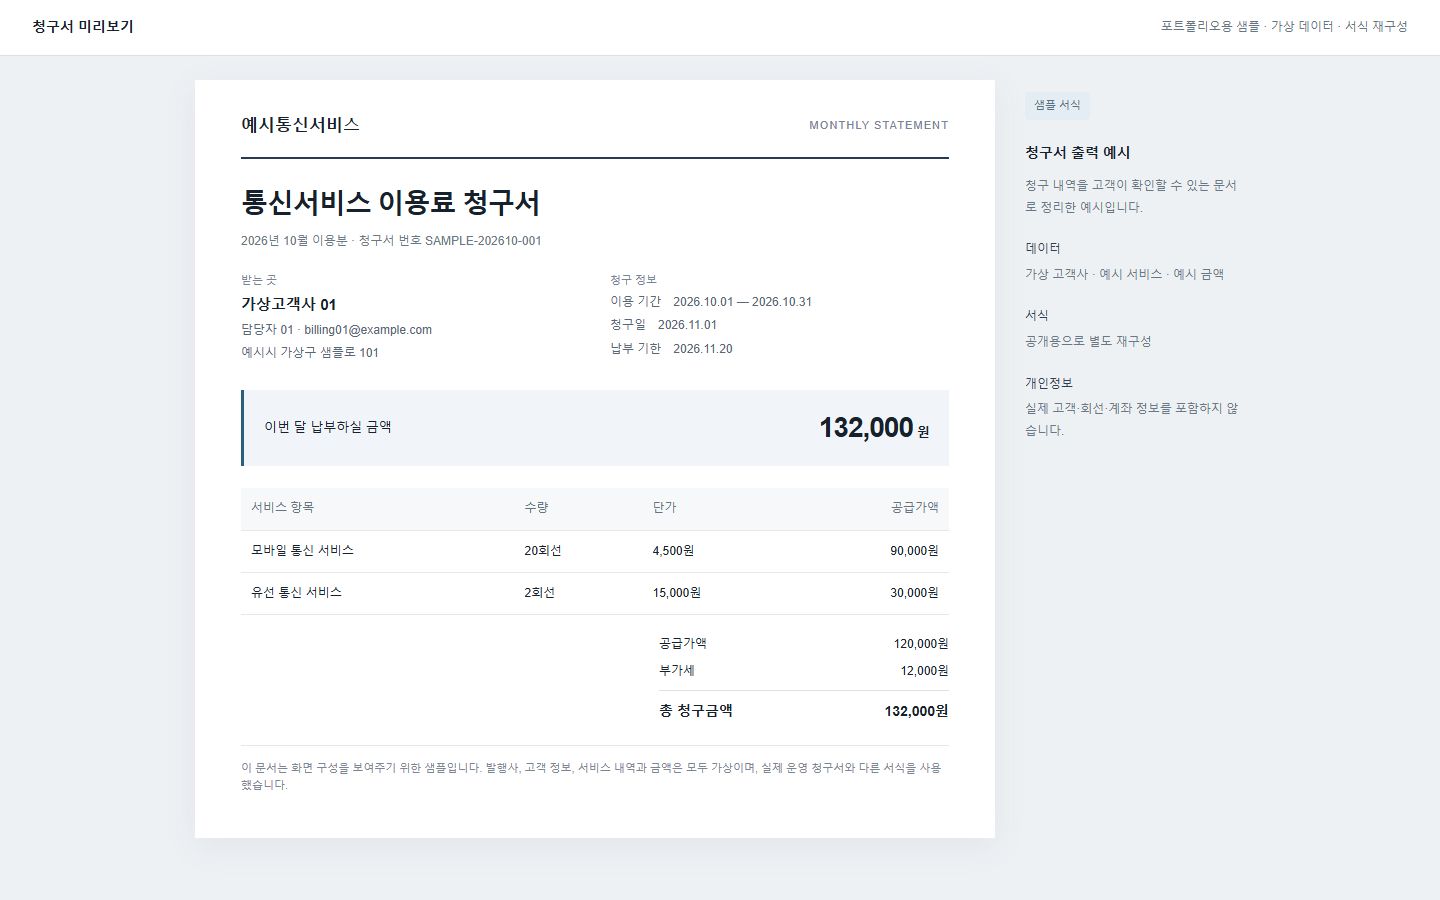 청구서 미리보기
포트폴리오용 샘플 · 가상 데이터 · 서식 재구성
예시통신서비스
MONTHLY STATEMENT
통신서비스 이용료 청구서
2026년 10월 이용분 · 청구서 번호 SAMPLE-202610-001
받는 곳
가상고객사 01
담당자 01 · billing01@example.com
예시시 가상구 샘플로 101
청구 정보
이용 기간 2026.10.01 — 2026.10.31
청구일 2026.11.01
납부 기한 2026.11.20
이번 달 납부하실 금액
132,000 원
서비스 항목 수량 단가 공급가액
모바일 통신 서비스 20회선 4,500원 90,000원
유선 통신 서비스 2회선 15,000원 30,000원
공급가액 120,000원
부가세 12,000원
총 청구금액 132,000원
이 문서는 화면 구성을 보여주기 위한 샘플입니다. 발행사, 고객 정보, 서비스 내역과 금액은 모두 가상이며, 실제 운영 청구서와 다른 서식을 사용
했습니다.
샘플 서식
청구서 출력 예시
청구 내역을 고객이 확인할 수 있는 문서
로 정리한 예시입니다.
데이터
가상 고객사 · 예시 서비스 · 예시 금액
서식
공개용으로 별도 재구성
개인정보
실제 고객·회선·계좌 정보를 포함하지 않
습니다.